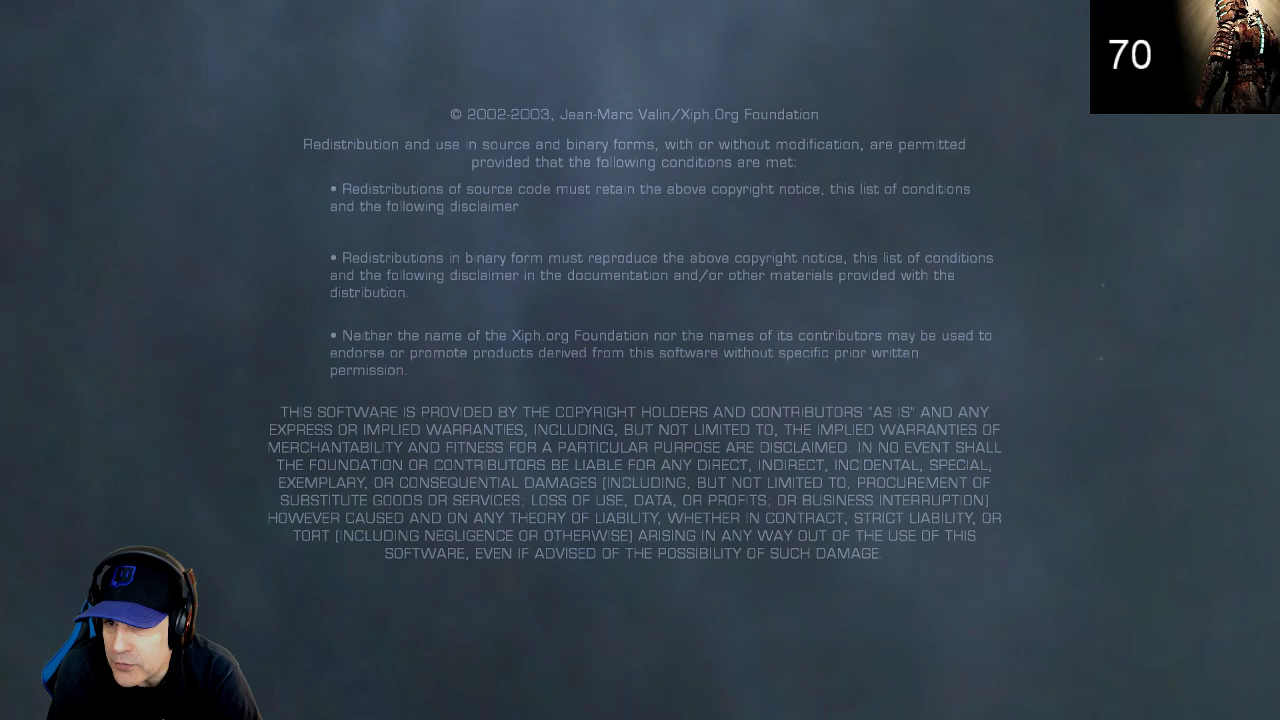 70
© 2002-2003, Jean-Marc Valin/Xiph.Org Foundation
Redistribution and use in source and binary forms, with or without modification, are permitted
provided that the following conditions are met:
• Redistributions of source code must retain the above copyright notice, this list of conditions
and the following disclaimer.
• Redistributions in binary form must reproduce the above copyright notice, this list of conditions
and the following disclaimer in the documentation and/or other materials provided with the
distribution.
• Neither the name of the Xiph.org Foundation nor the names of its contributors may be used to
endorse or promote products derived from this software without specific prior written
permission.
THIS SOFTWARE IS PROVIDED BY THE COPYRIGHT HOLDERS AND CONTRIBUTORS "AS IS" AND ANY
EXPRESS OR IMPLIED WARRANTIES, INCLUDING, BUT NOT LIMITED TO, THE IMPLIED WARRANTIES OF
MERCHANTABILITY AND FITNESS FOR A PARTICULAR PURPOSE ARE DISCLAIMED. IN NO EVENT SHALL
THE FOUNDATION OR CONTRIBUTORS BE LIABLE FOR ANY DIRECT, INDIRECT, INCIDENTAL, SPECIAL,
EXEMPLARY, OR CONSEQUENTIAL DAMAGES (INCLUDING, BUT NOT LIMITED TO, PROCUREMENT OF
SUBSTITUTE GOODS OR SERVICES; LOSS OF USE, DATA, OR PROFITS; OR BUSINESS INTERRUPTION)
HOWEVER CAUSED AND ON ANY THEORY OF LIABILITY, WHETHER IN CONTRACT, STRICT LIABILITY, OR
TORT (INCLUDING NEGLIGENCE OR OTHERWISE) ARISING IN ANY WAY OUT OF THE USE OF THIS
SOFTWARE, EVEN IF ADVISED OF THE POSSIBILITY OF SUCH DAMAGE.